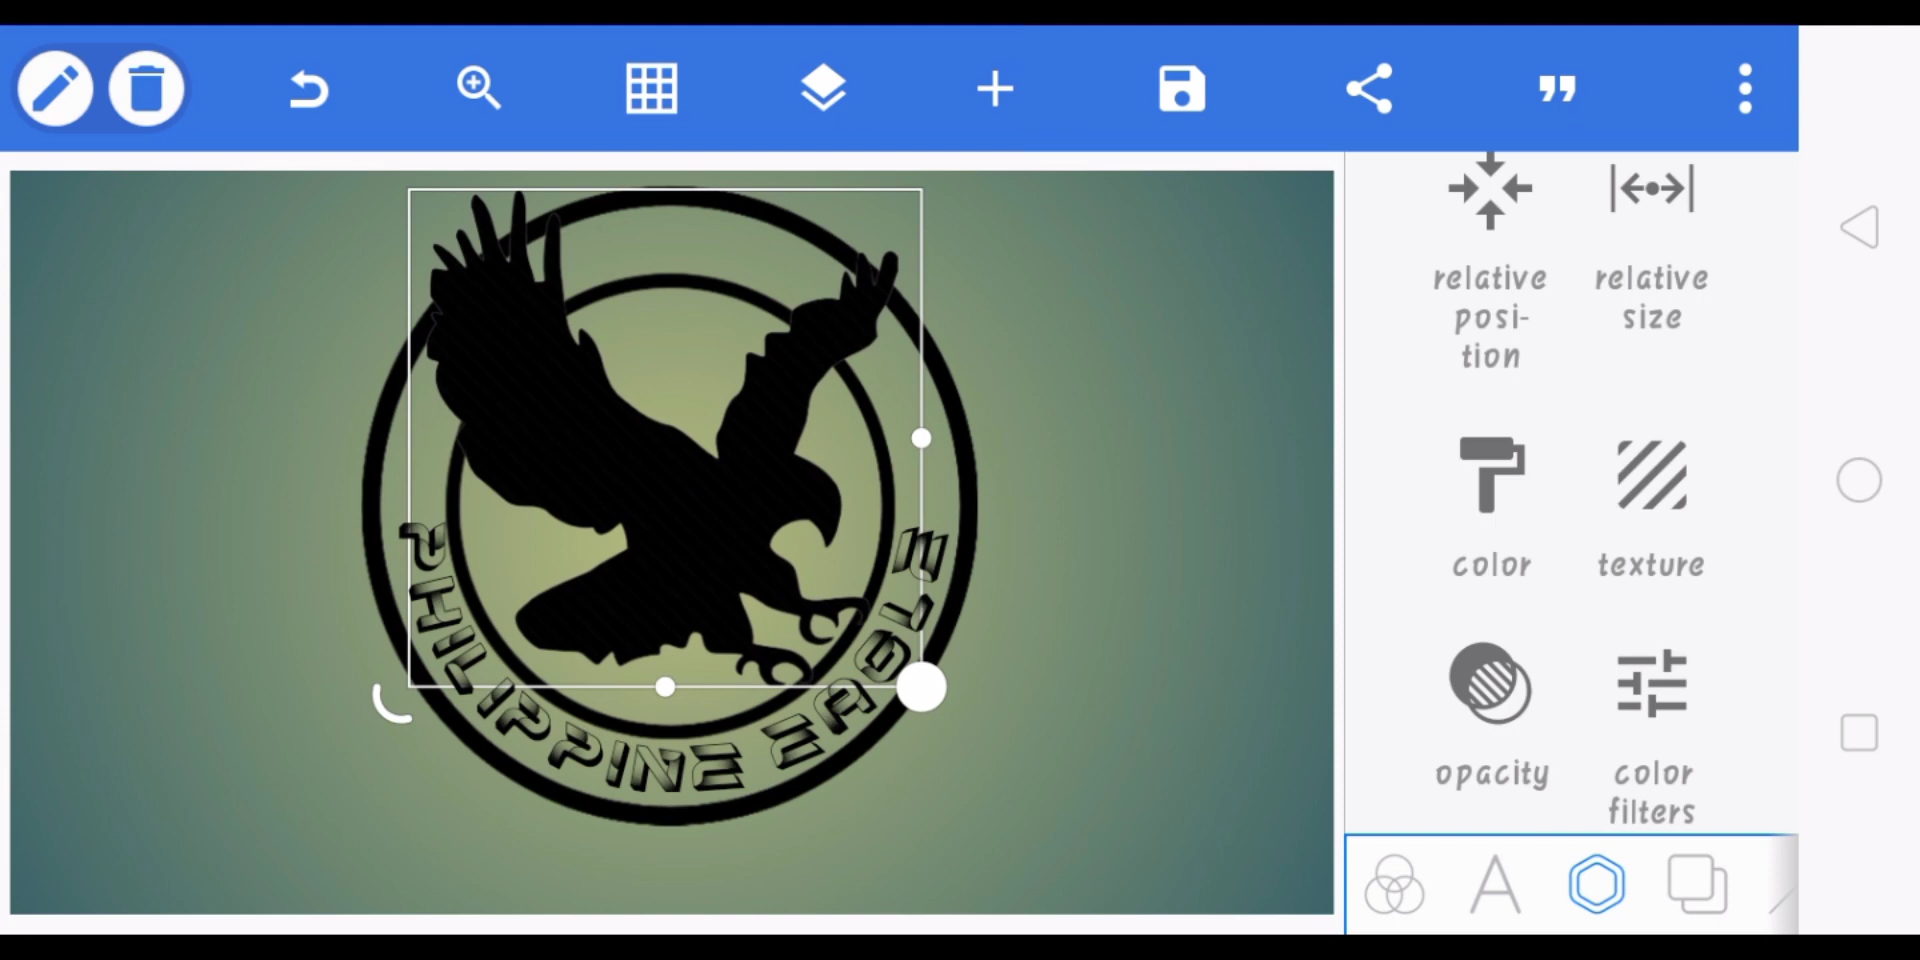 relative
posi-
tion
relative
size
color
texture
opacity
color
filters
PHILIPPINE EAGLE